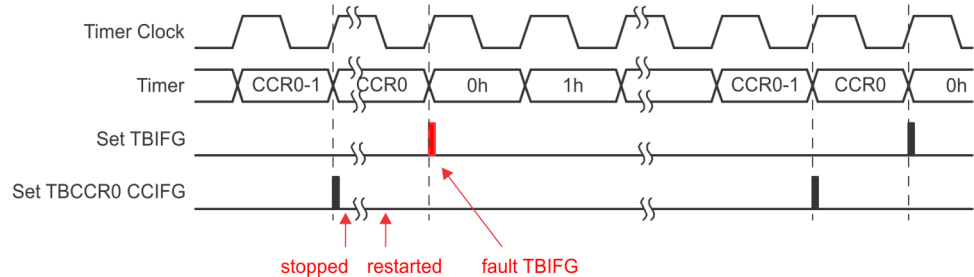 Timer Clock
Timer CCR0-1 CCR0 0h 1h CCR0-1 CCR0 0h
Set TBIFG
Set TBCCR0 CCIFG
stopped restarted fault TBIFG